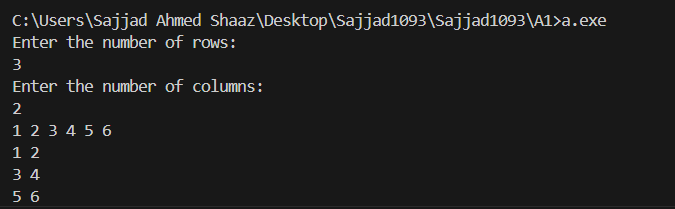 C:\Users\Sajjad Ahmed Shaaz\Desktop\Sajjad1093\Sajjad1093\A1>a.exe
Enter the number of rows:
3
Enter the number of columns:
2
1 2 3 4 5 6
1 2
3 4
5 6